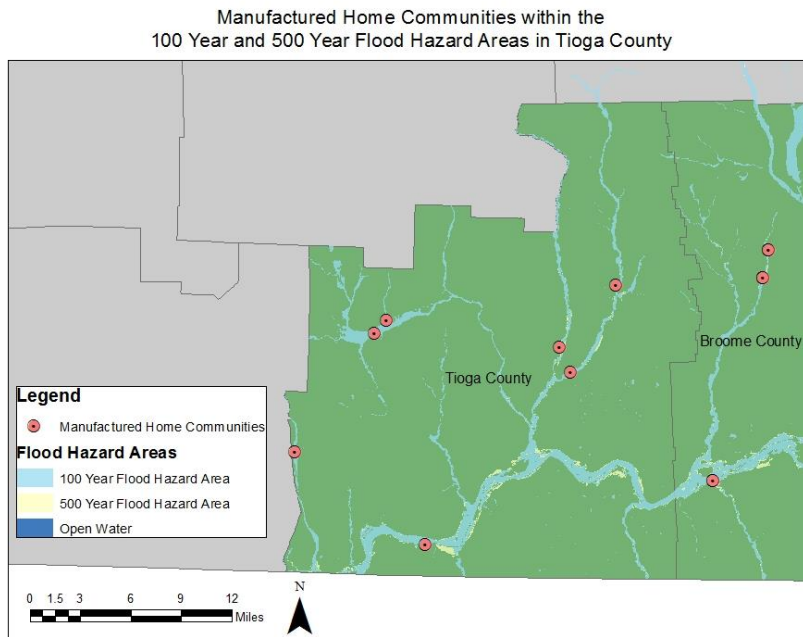 Manufactured Home Communities within the
100 Year and 500 Year Flood Hazard Areas in Tioga County
Broome County
Tioga County
Legend
Manufactured Home Communities
Flood Hazard Areas
100 Year Flood Hazard Area
500 Year Flood Hazard Area
Open Water
N
0 1.5 3 6 9 12
Miles